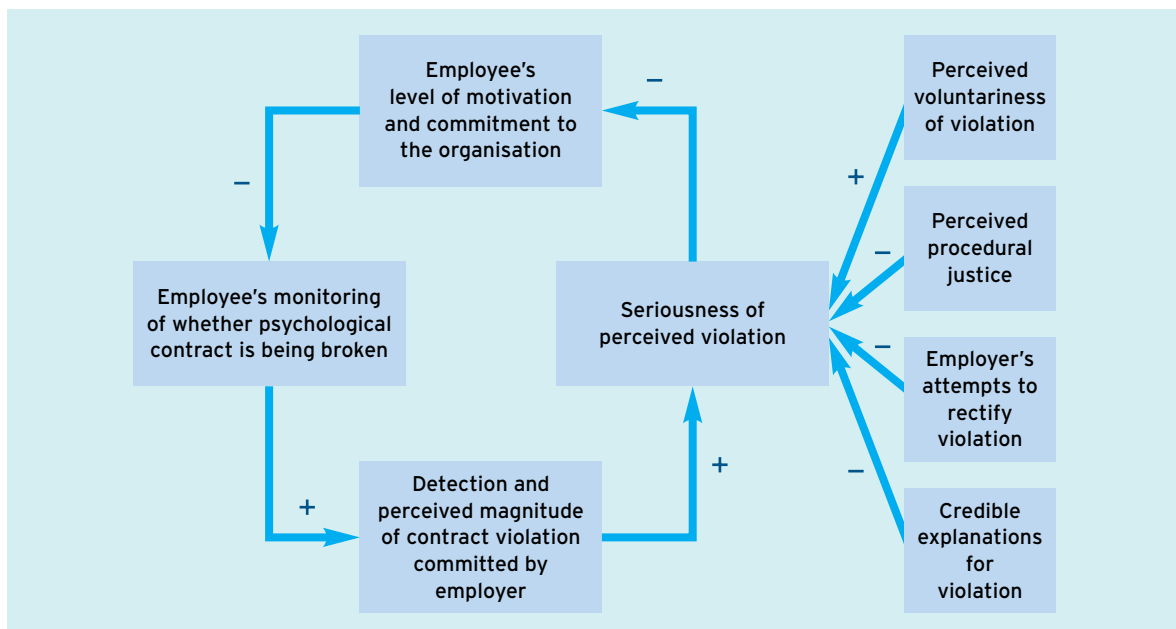 Employee's
level of motivation
and commitment to
the organisation
–
–
Employee's monitoring
of whether psychological
contract is being broken
+
Detection and
perceived magnitude
of contract violation
committed by
employer
+
Seriousness of
perceived violation
Perceived
voluntariness
of violation
+
Perceived
procedural
justice
–
Employer's
attempts to
rectify
violation
–
Credible
explanations
for
violation
–